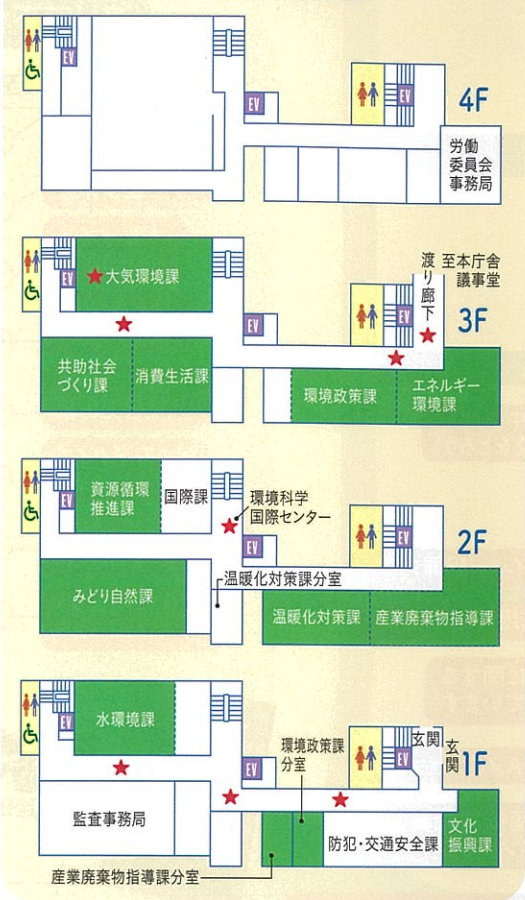 EV
EV
EV
4F
労働
委員会
事務局
大気環境課
EV
EV
EV
渡り廊下
至本庁舎
議事堂
3F
共助社会
づくり課
消費生活課
環境政策課
エネルギー
環境課
資源循環
推進課
国際課
環境科学
国際センター
EV
EV
EV
2F
みどり自然課
温暖化対策課分室
温暖化対策課
産業廃棄物指導課
水環境課
EV
EV
EV
環境政策課
分室
玄関
玄関
1F
監査事務局
防犯・交通安全課
文化
振興課
産業廃棄物指導課分室